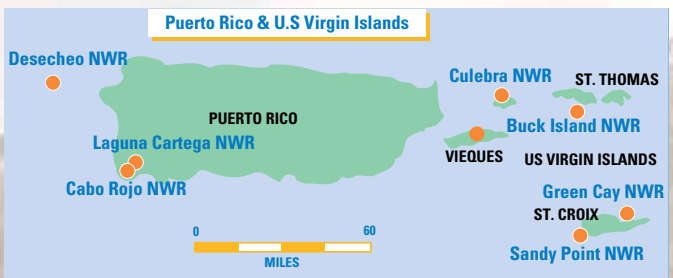 Puerto Rico & U.S Virgin Islands
Desecheo NWR
Culebra NWR
ST. THOMAS
PUERTO RICO
Buck Island NWR
Laguna Cartega NWR
VIEQUES
US VIRGIN ISLANDS
Cabo Rojo NWR
Green Cay NWR
ST. CROIX
0
60
Sandy Point NWR
MILES